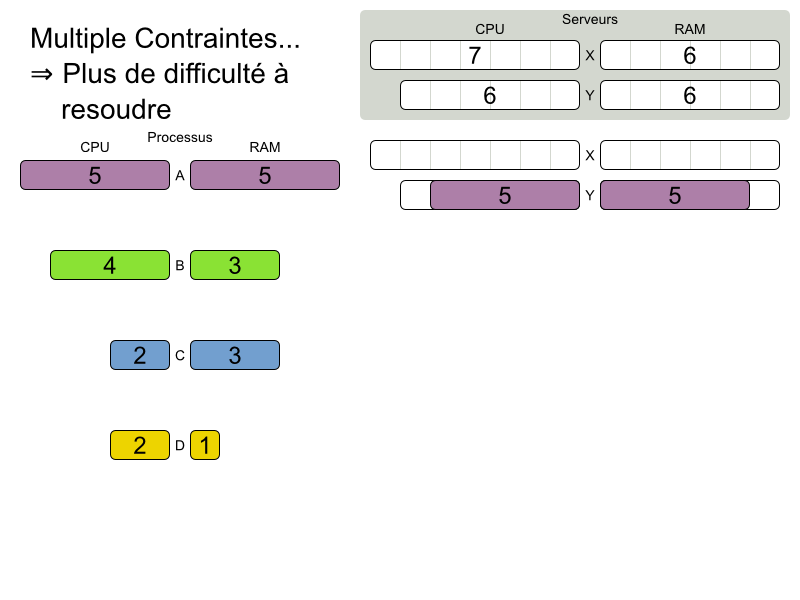 Multiple Contraintes...
⇒ Plus de difficulté à
resoudre
Serveurs
CPU RAM
7 X 6
6 Y 6
Processus
CPU RAM
5 A 5
X
5 Y 5
4 B 3
2 C 3
2 D 1